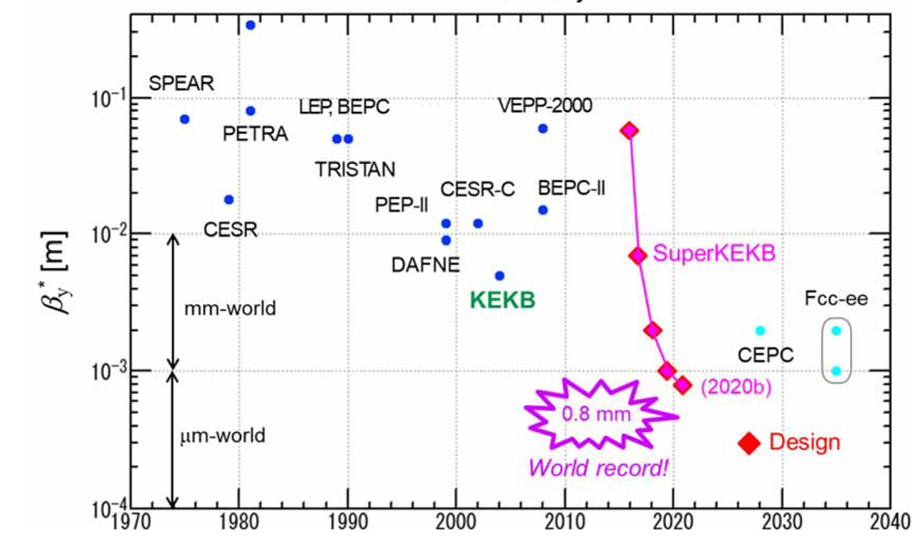 SPEAR
PETRA
CESR
LEP, BEPC
TRISTAN
PEP-II
CESR-C
DAFNE
KEKB
VEPP-2000
BEPC-II
SuperKEKB
(2020b)
Fcc-ee
CEPC
Design
0.8 mm
World record!
mm-world
μm-world
βy* [m]
10⁻¹
10⁻²
10⁻³
10⁻⁴
1970 1980 1990 2000 2010 2020 2030 2040